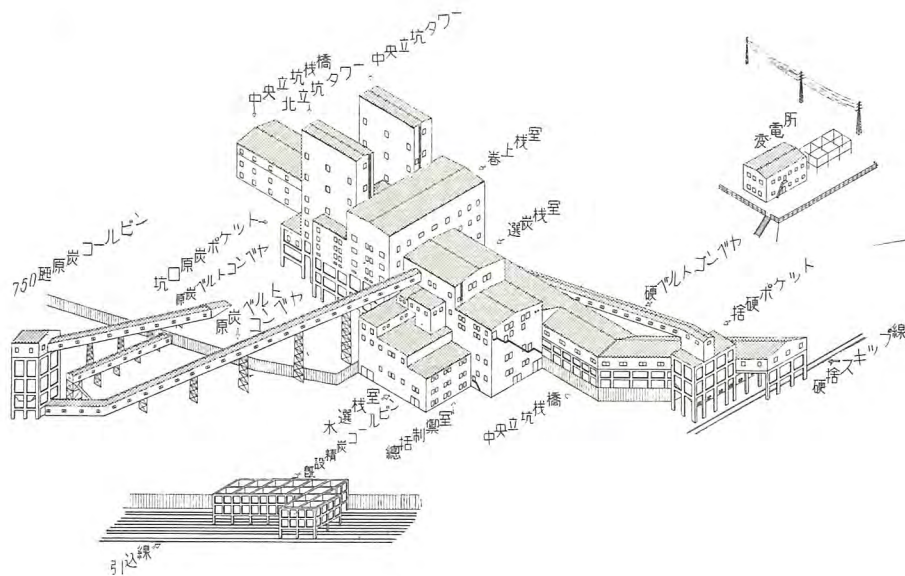 中央立坑タワー
中央立坑桟橋
北立坑タワー
巻上桟室
変電所
選炭桟室
坑口原炭ポケット
750瓲原炭コールビン
原炭ベルトコンベヤ
原炭ベルト
コンベヤ
硬ベルトコンベヤ
捨硬ポケット
硬捨スキップ線
水選桟室
総括制禦室
中央立坑桟橋
既設精炭コールビン
引込線